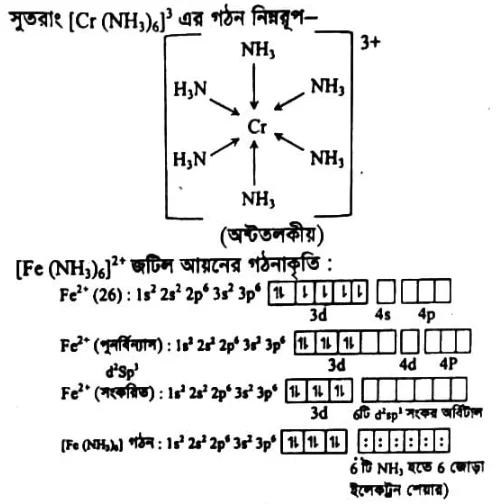 সুতরাং [Cr (NH₃)₆]³ এর গঠন নিম্নরূপ–
3+
NH₃
H₃N NH₃
Cr
H₃N NH₃
NH₃
(অষ্টতলকীয়)
[Fe (NH₃)₆]²⁺ জটিল আয়নের গঠনাকৃতি :
Fe²⁺ (26) : 1s² 2s² 2p⁶ 3s² 3p⁶ ⥮ ↿ ↿ ↿ ↿
3d 4s 4p
Fe²⁺ (পূনর্বিন্যাস) : 1s² 2s² 2p⁶ 3s² 3p⁶ ⥮ ⥮ ⥮
3d 4d 4P
d²Sp³
Fe²⁺ (সংকরিত) : 1s² 2s² 2p⁶ 3s² 3p⁶ ⥮ ⥮ ⥮
3d 6টি d²sp³ সংকর অর্বিটাল
[Fe (NH₃)₆] গঠন : 1s² 2s² 2p⁶ 3s² 3p⁶ ⥮ ⥮ ⥮ : : : : : :
6 টি NH₃ হতে 6 জোড়া
ইলেকট্রন শেয়ার)